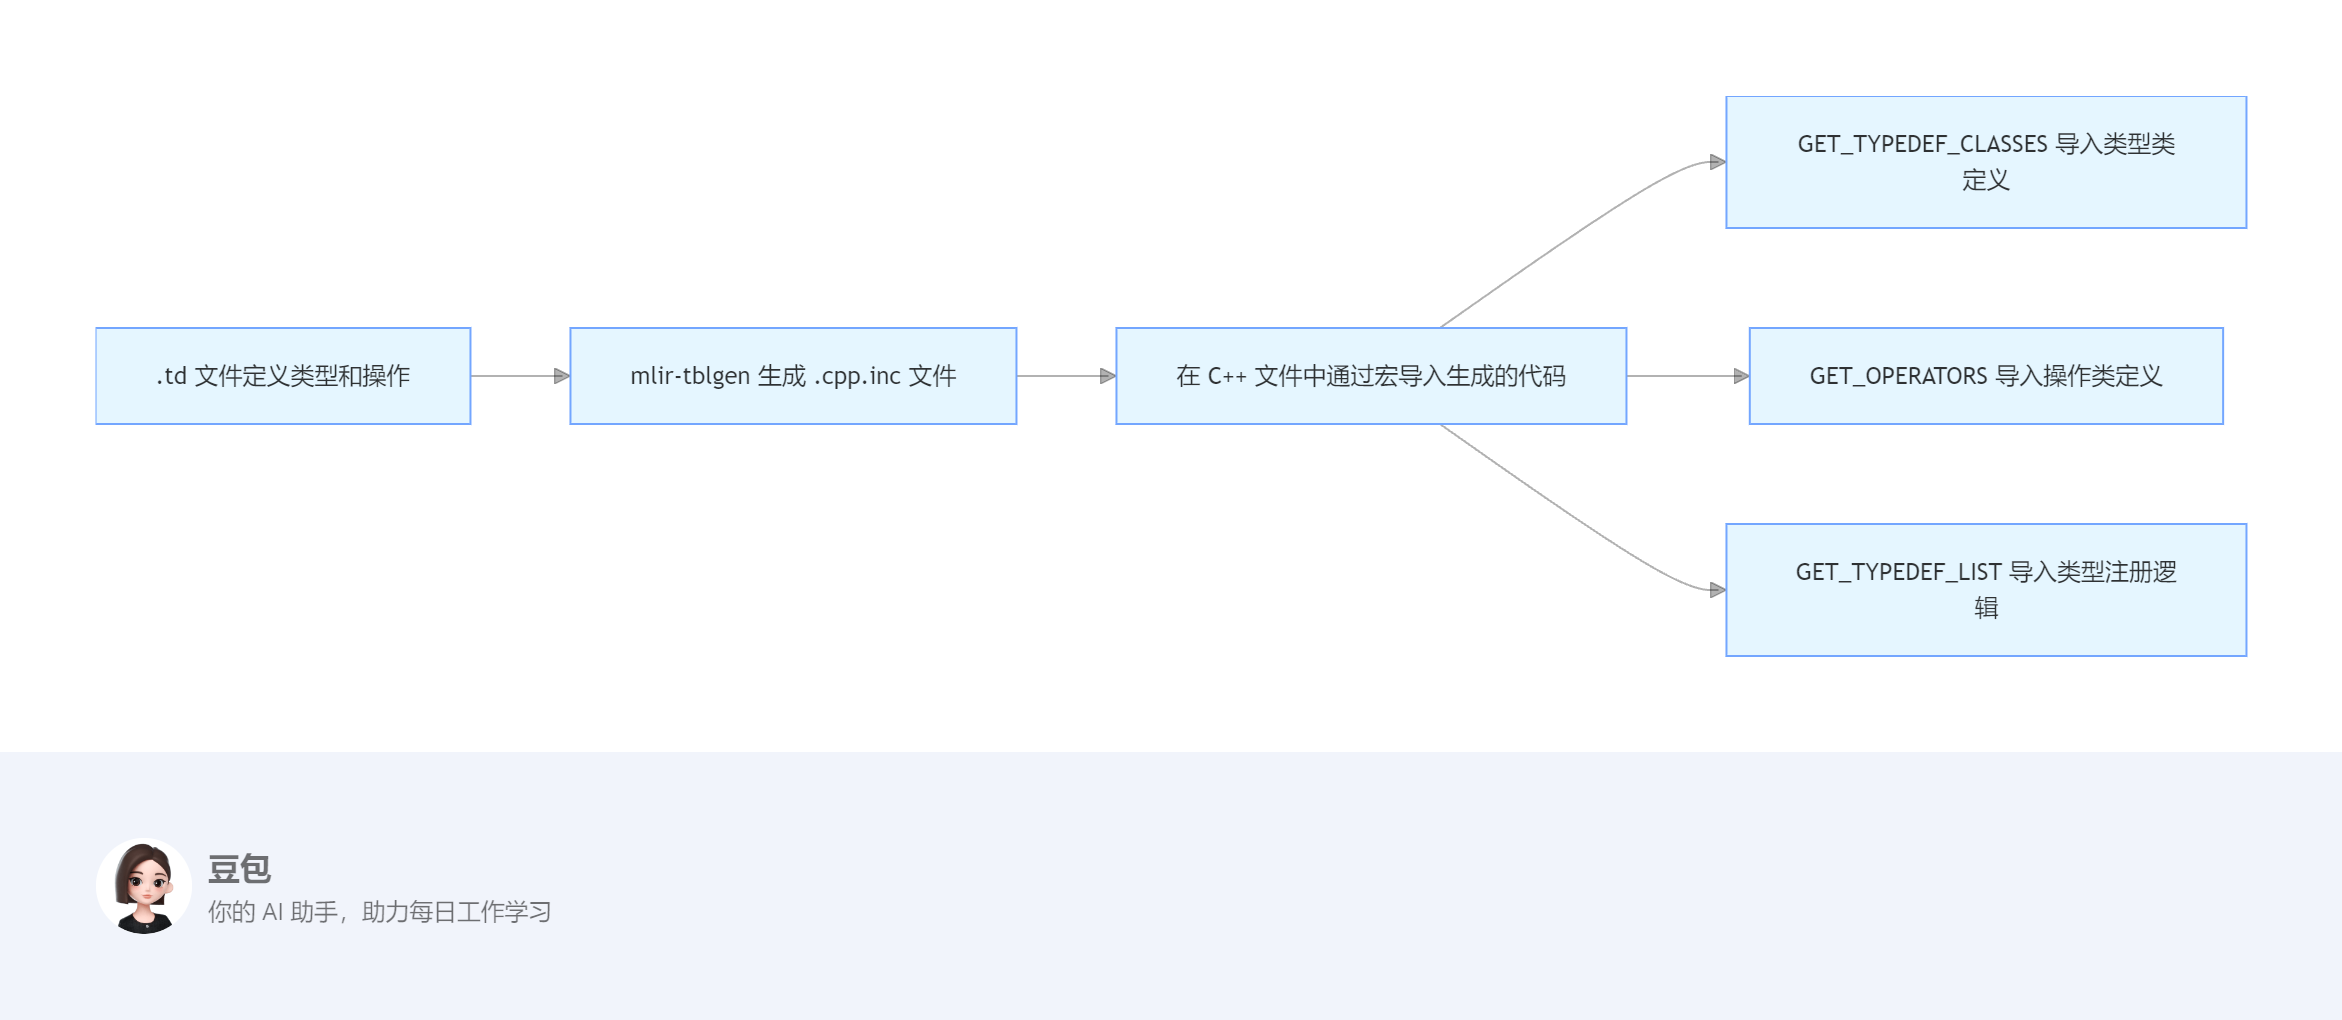 .td 文件定义类型和操作
mlir-tblgen 生成 .cpp.inc 文件
在 C++ 文件中通过宏导入生成的代码
GET_TYPEDEF_CLASSES 导入类型类
定义
GET_OPERATORS 导入操作类定义
GET_TYPEDEF_LIST 导入类型注册逻
辑
豆包
你的 AI 助手，助力每日工作学习